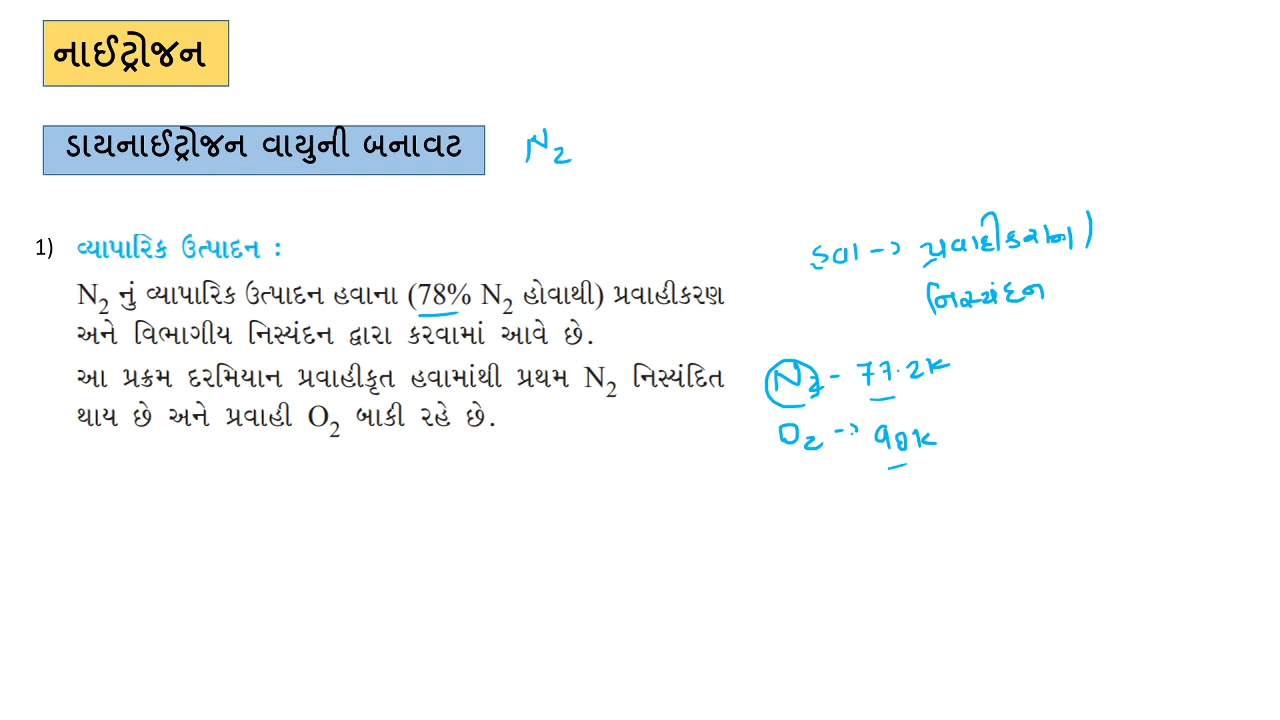 નાઈટ્રોજન
ડાયનાઈટ્રોજન વાયુની બનાવટ N₂
1) વ્યાપારિક ઉત્પાદન :
N₂ નું વ્યાપારિક ઉત્પાદન હવાના (78% N₂ હોવાથી) પ્રવાહીકરણ
અને વિભાગીય નિસ્યંદન દ્વારા કરવામાં આવે છે.
આ પ્રક્રમ દરમિયાન પ્રવાહીકૃત હવામાંથી પ્રથમ N₂ નિસ્યંદિત
થાય છે અને પ્રવાહી O₂ બાકી રહે છે.
હવા --> પ્રવાહીકરણ)
નિસ્યંદન
N₂ - 77.2K
O₂ --> 90K